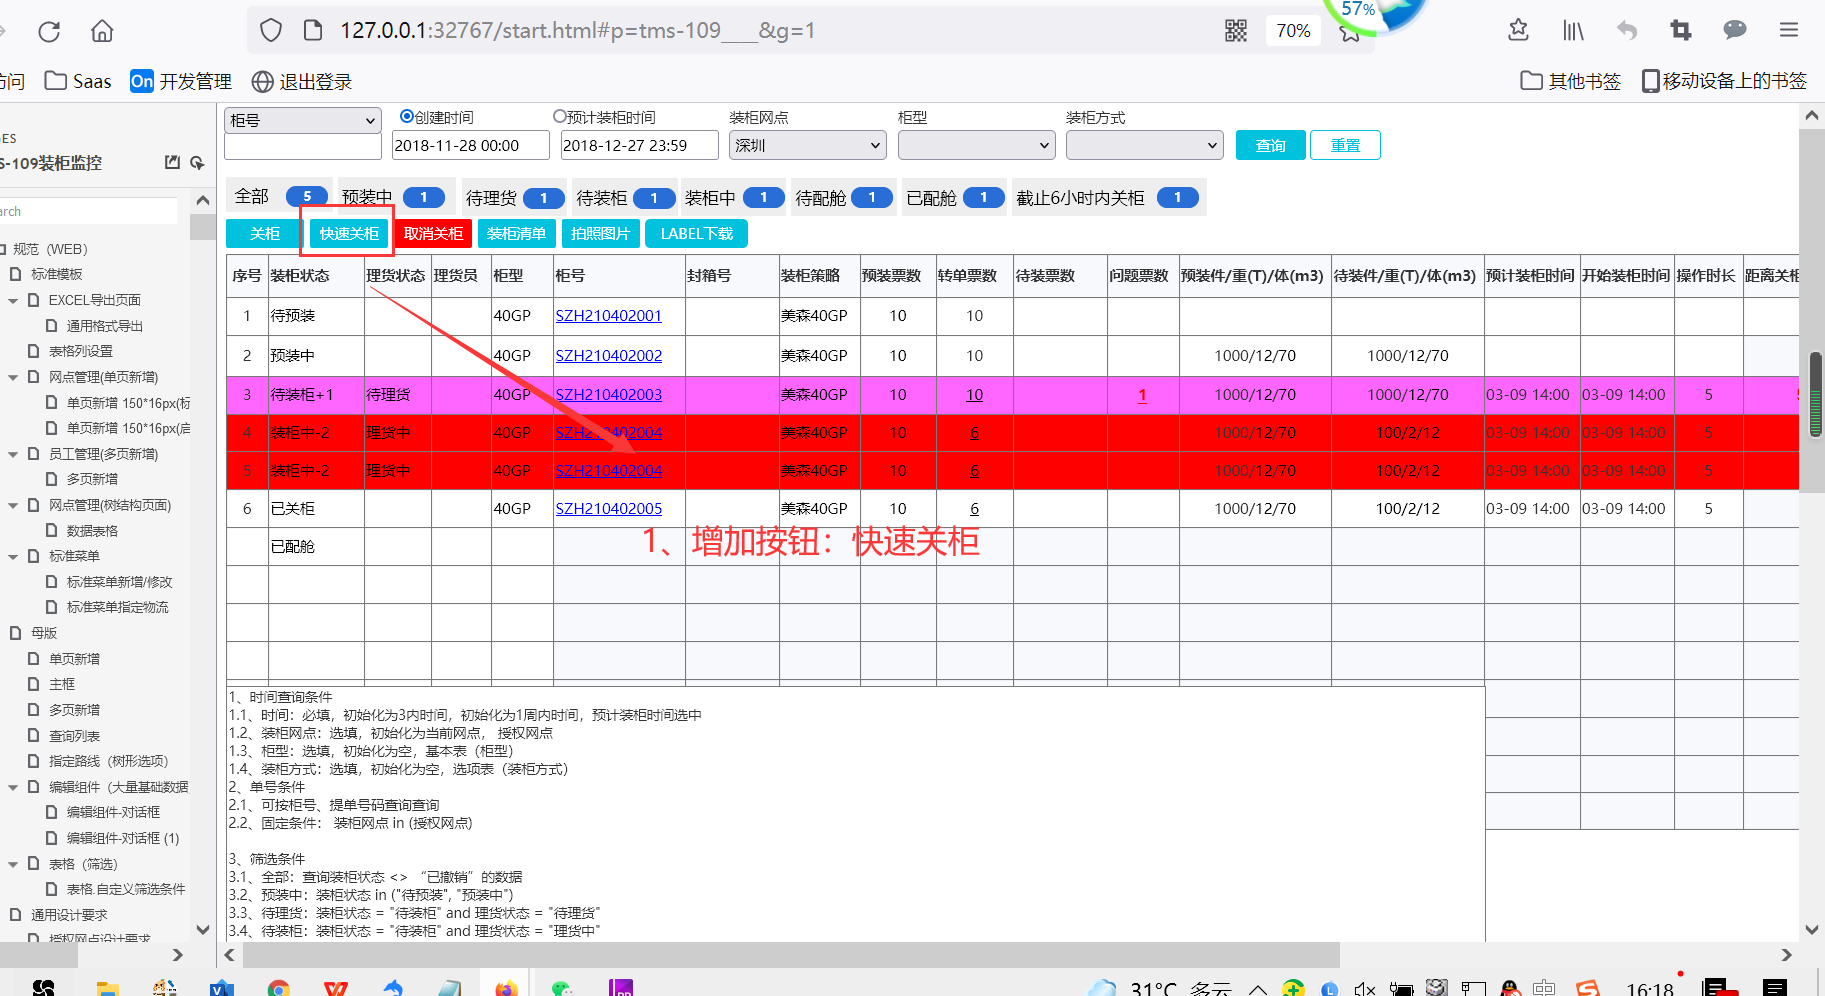 127.0.0.1:32767/start.html#p=tms-109___&g=1
70%
57%
访问
Saas
On 开发管理
退出登录
其他书签
移动设备上的书签
GES
S-109装柜监控
arch
规范（WEB）
标准模板
EXCEL导出页面
通用格式导出
表格列设置
网点管理(单页新增)
单页新增 150*16px(标
单页新增 150*16px(启
员工管理(多页新增)
多页新增
网点管理(树结构页面)
数据表格
标准菜单
标准菜单新增/修改
标准菜单指定物流
母版
单页新增
主框
多页新增
查询列表
指定路线（树形选项）
编辑组件（大量基础数据
编辑组件-对话框
编辑组件-对话框 (1)
表格（筛选）
表格.自定义筛选条件
通用设计要求
授权网点设计要求
柜号 创建时间 预计装柜时间 装柜网点 柜型 装柜方式
2018-11-28 00:00 2018-12-27 23:59 深圳 查询 重置
全部 5 预装中 1 待理货 1 待装柜 1 装柜中 1 待配舱 1 已配舱 1 截止6小时内关柜 1
关柜 快速关柜 取消关柜 装柜清单 拍照图片 LABEL下载
序号 装柜状态 理货状态 理货员 柜型 柜号 封箱号 装柜策略 预装票数 转单票数 待装票数 问题票数 预装件/重(T)/体(m3) 待装件/重(T)/体(m3) 预计装柜时间 开始装柜时间 操作时长 距离关柜
1 待预装 40GP SZH210402001 美森40GP 10 10
2 预装中 40GP SZH210402002 美森40GP 10 10 1000/12/70 1000/12/70
3 待装柜+1 待理货 40GP SZH210402003 美森40GP 10 10 1 1000/12/70 1000/12/70 03-09 14:00 03-09 14:00 5
4 装柜中-2 理货中 40GP SZH210402004 美森40GP 10 6 1000/12/70 100/2/12 03-09 14:00 03-09 14:00 5
5 装柜中-2 理货中 40GP SZH210402004 美森40GP 10 6 1000/12/70 100/2/12 03-09 14:00 03-09 14:00 5
6 已关柜 40GP SZH210402005 美森40GP 10 6 1000/12/70 100/2/12 03-09 14:00 03-09 14:00 5
已配舱
1、增加按钮：快速关柜
1、时间查询条件
1.1、时间：必填，初始化为3内时间，初始化为1周内时间，预计装柜时间选中
1.2、装柜网点：选填，初始化为当前网点， 授权网点
1.3、柜型：选填，初始化为空，基本表（柜型）
1.4、装柜方式：选填，初始化为空，选项表（装柜方式）
2、单号条件
2.1、可按柜号、提单号码查询查询
2.2、固定条件： 装柜网点 in (授权网点)
3、筛选条件
3.1、全部：查询装柜状态 <> “已撤销”的数据
3.2、预装中：装柜状态 in ("待预装", "预装中")
3.3、待理货：装柜状态 = "待装柜" and 理货状态 = "待理货"
3.4、待装柜：装柜状态 = "待装柜" and 理货状态 = "理货中"
31°C 多云
中
16:18